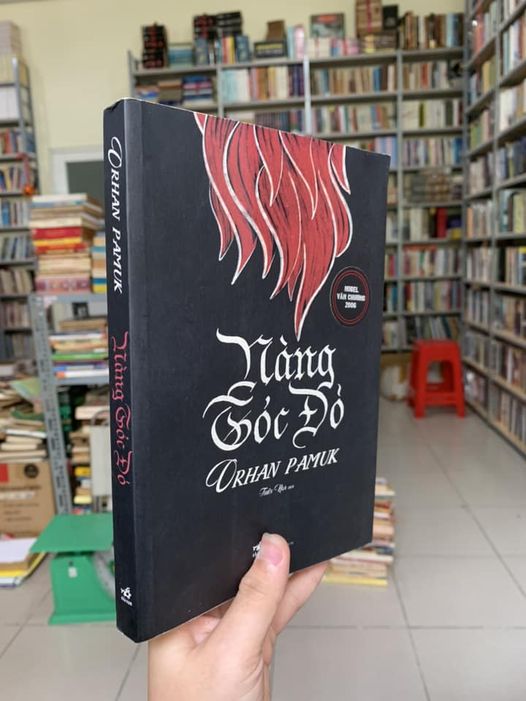 ORHAN PAMUK
Nàng Tóc Đỏ
NOBEL
VĂN CHƯƠNG
2006
Nàng
Tóc Đỏ
ORHAN PAMUK